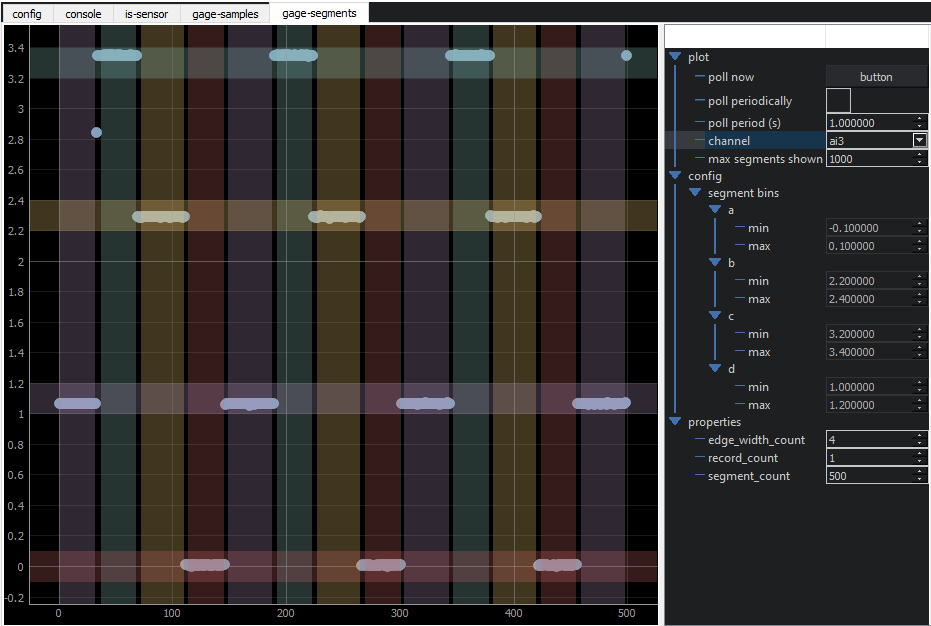 config console is-sensor gage-samples gage-segments
3.4
3.2
3
2.8
2.6
2.4
2.2
2
1.8
1.6
1.4
1.2
1
0.8
0.6
0.4
0.2
0
-0.2
0 100 200 300 400 500
plot
poll now button
poll periodically
poll period (s) 1.000000
channel ai3
max segments shown 1000
config
segment bins
a
min -0.100000
max 0.100000
b
min 2.200000
max 2.400000
c
min 3.200000
max 3.400000
d
min 1.000000
max 1.200000
properties
edge_width_count 4
record_count 1
segment_count 500